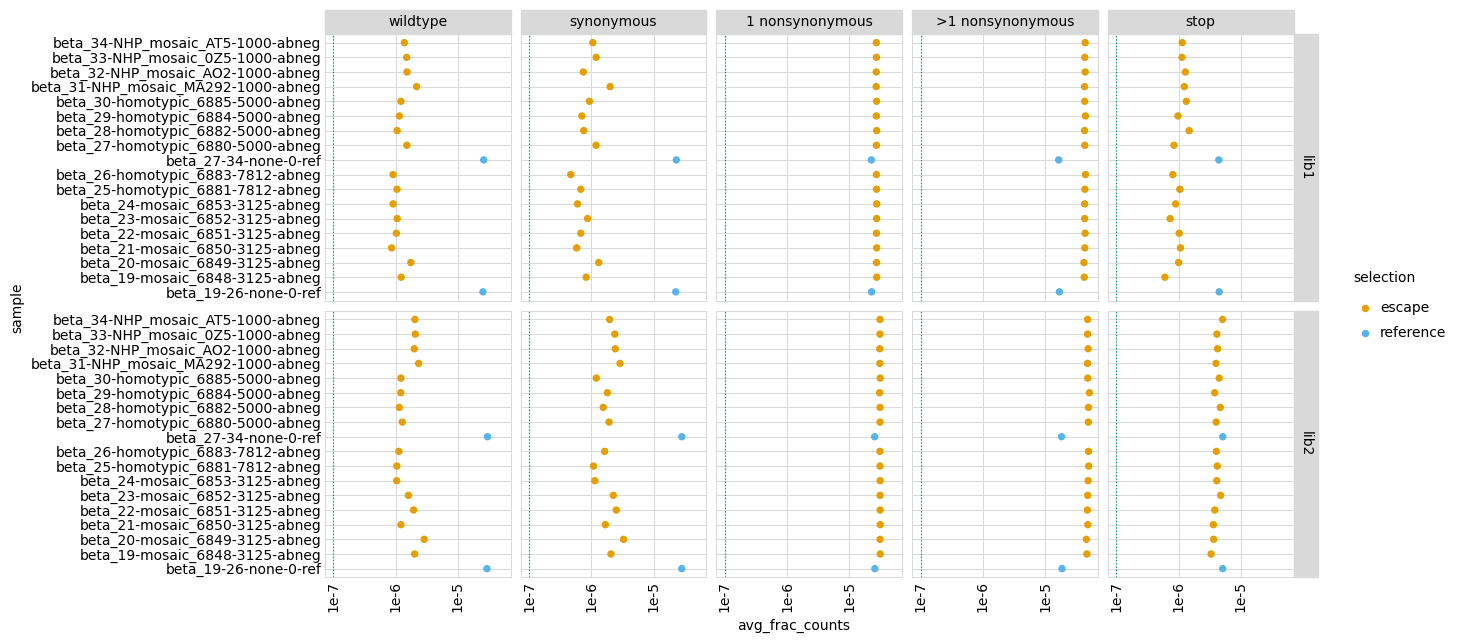 wildtype synonymous 1 nonsynonymous >1 nonsynonymous stop
beta_34-NHP_mosaic_AT5-1000-abneg
beta_33-NHP_mosaic_0Z5-1000-abneg
beta_32-NHP_mosaic_AO2-1000-abneg
beta_31-NHP_mosaic_MA292-1000-abneg
beta_30-homotypic_6885-5000-abneg
beta_29-homotypic_6884-5000-abneg
beta_28-homotypic_6882-5000-abneg
beta_27-homotypic_6880-5000-abneg
beta_27-34-none-0-ref
beta_26-homotypic_6883-7812-abneg
beta_25-homotypic_6881-7812-abneg
beta_24-mosaic_6853-3125-abneg
beta_23-mosaic_6852-3125-abneg
beta_22-mosaic_6851-3125-abneg
beta_21-mosaic_6850-3125-abneg
beta_20-mosaic_6849-3125-abneg
beta_19-mosaic_6848-3125-abneg
beta_19-26-none-0-ref
lib1
beta_34-NHP_mosaic_AT5-1000-abneg
beta_33-NHP_mosaic_0Z5-1000-abneg
beta_32-NHP_mosaic_AO2-1000-abneg
beta_31-NHP_mosaic_MA292-1000-abneg
beta_30-homotypic_6885-5000-abneg
beta_29-homotypic_6884-5000-abneg
beta_28-homotypic_6882-5000-abneg
beta_27-homotypic_6880-5000-abneg
beta_27-34-none-0-ref
beta_26-homotypic_6883-7812-abneg
beta_25-homotypic_6881-7812-abneg
beta_24-mosaic_6853-3125-abneg
beta_23-mosaic_6852-3125-abneg
beta_22-mosaic_6851-3125-abneg
beta_21-mosaic_6850-3125-abneg
beta_20-mosaic_6849-3125-abneg
beta_19-mosaic_6848-3125-abneg
beta_19-26-none-0-ref
lib2
sample
1e-7 1e-6 1e-5 1e-7 1e-6 1e-5 1e-7 1e-6 1e-5 1e-7 1e-6 1e-5 1e-7 1e-6 1e-5
avg_frac_counts
selection
escape
reference